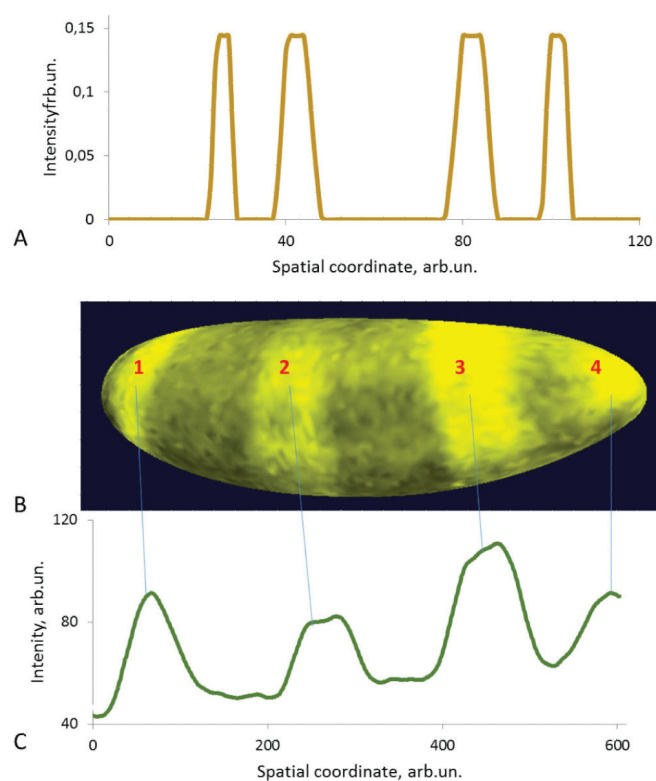 0,15
0,1
0,05
0
Intensityfrb.un.
0 40 80 120
Spatial coordinate, arb.un.
A
1 2 3 4
B
120
80
40
Intenity, arb.un.
0 200 400 600
Spatial coordinate, arb.un.
C